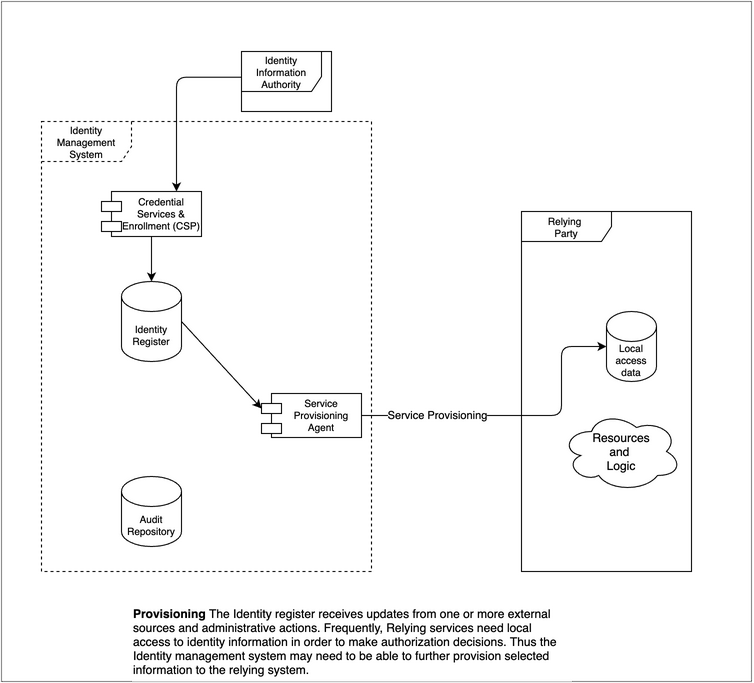 Identity
Information
Authority
Identity
Management
System
Credential
Services &
Enrollment (CSP)
Relying
Party
Identity
Register
Local
access
data
Service
Provisioning
Agent
Service Provisioning
Resources
and
Logic
Audit
Repository
Provisioning The Identity register receives updates from one or more external
sources and administrative actions. Frequently, Relying services need local
access to identity information in order to make authorization decisions. Thus the
Identity management system may need to be able to further provision selected
information to the relying system.